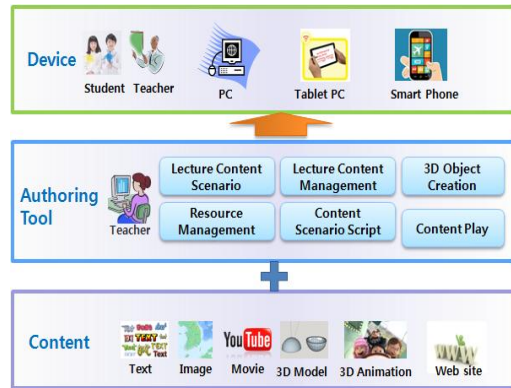 Device
Student Teacher
PC
Tablet PC
Smart Phone
Authoring
Tool
Teacher
Lecture Content
Scenario
Lecture Content
Management
3D Object
Creation
Resource
Management
Content
Scenario Script
Content Play
Content
TEXT
YouTube
www
Text
Image
Movie
3D Model
3D Animation
Web site